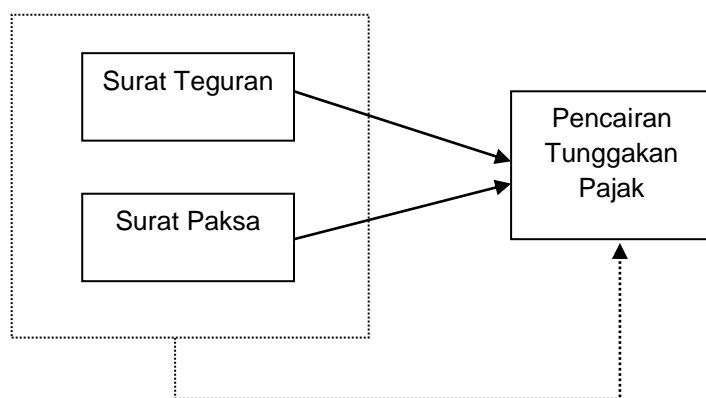 Surat Teguran
Surat Paksa
Pencairan
Tunggakan
Pajak